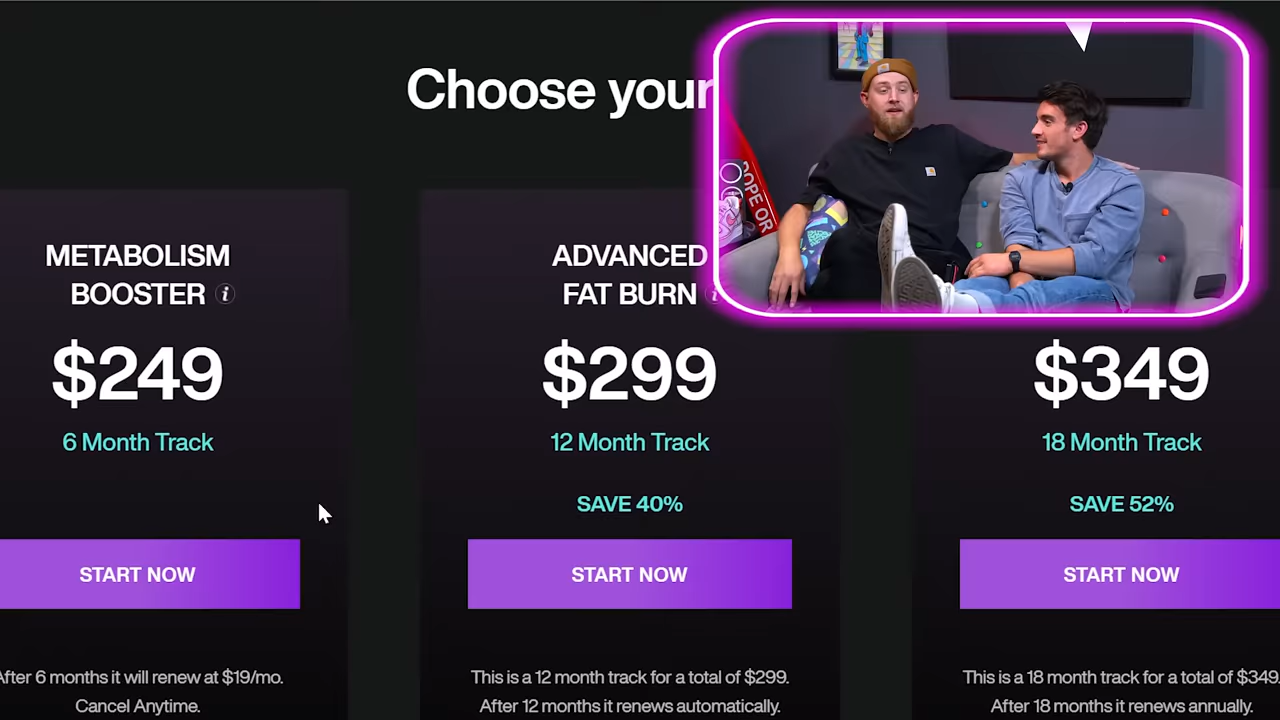 Choose your
METABOLISM
BOOSTER i
$249
6 Month Track
START NOW
After 6 months it will renew at $19/mo.
Cancel Anytime.
ADVANCED
FAT BURN i
$299
12 Month Track
SAVE 40%
START NOW
This is a 12 month track for a total of $299.
After 12 months it renews automatically.
$349
18 Month Track
SAVE 52%
START NOW
This is a 18 month track for a total of $349.
After 18 months it renews annually.
DOPE OR